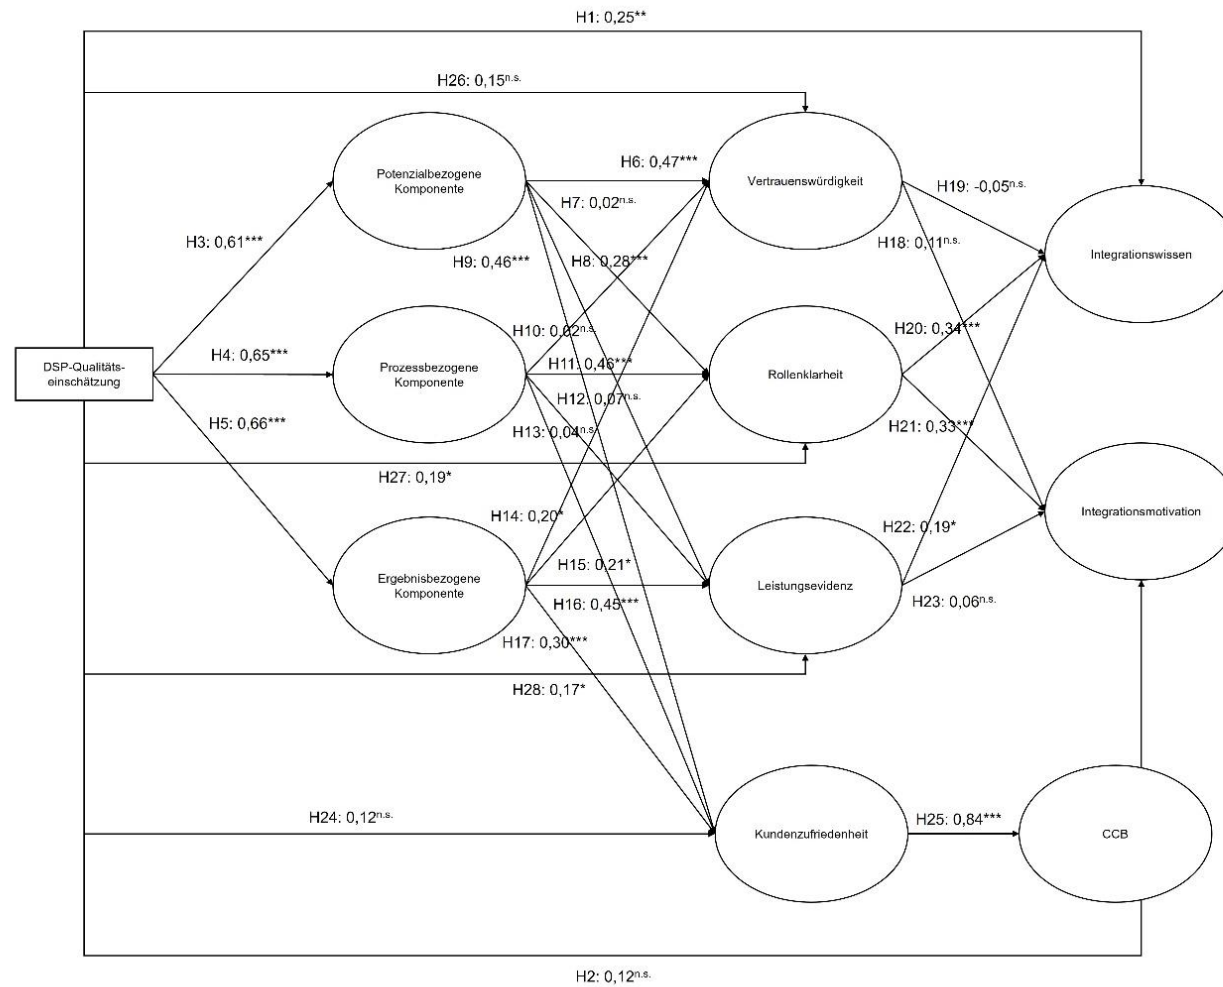 H1: 0,25**
H26: 0,15n.s.
Potenzialbezogene
Komponente
H6: 0,47***
Vertrauenswürdigkeit
H19: -0,05n.s.
H7: 0,02n.s.
H3: 0,61***
H18: 0,11n.s.
H9: 0,46***
H8: 0,28***
Integrationswissen
H10: 0,02n.s.
H20: 0,34***
DSP-Qualitäts-
einschätzung
H4: 0,65***
Prozessbezogene
Komponente
H11: 0,46***
Rollenklarheit
H12: 0,07n.s.
H5: 0,66***
H13: 0,04n.s.
H21: 0,33***
H27: 0,19*
H14: 0,20*
H22: 0,19*
Integrationsmotivation
H15: 0,21*
Ergebnisbezogene
Komponente
Leistungsevidenz
H16: 0,45***
H23: 0,06n.s.
H17: 0,30***
H28: 0,17*
H24: 0,12n.s.
Kundenzufriedenheit
H25: 0,84***
CCB
H2: 0,12n.s.